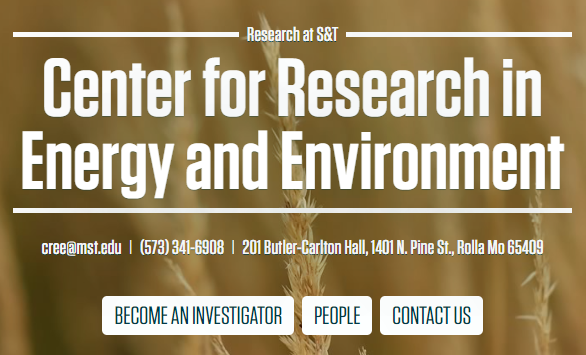 Research at S&T
Center for Research in
Energy and Environment
cree@mst.edu | (573) 341-6908 | 201 Butler-Carlton Hall, 1401 N. Pine St., Rolla Mo 65409
BECOME AN INVESTIGATOR PEOPLE CONTACT US